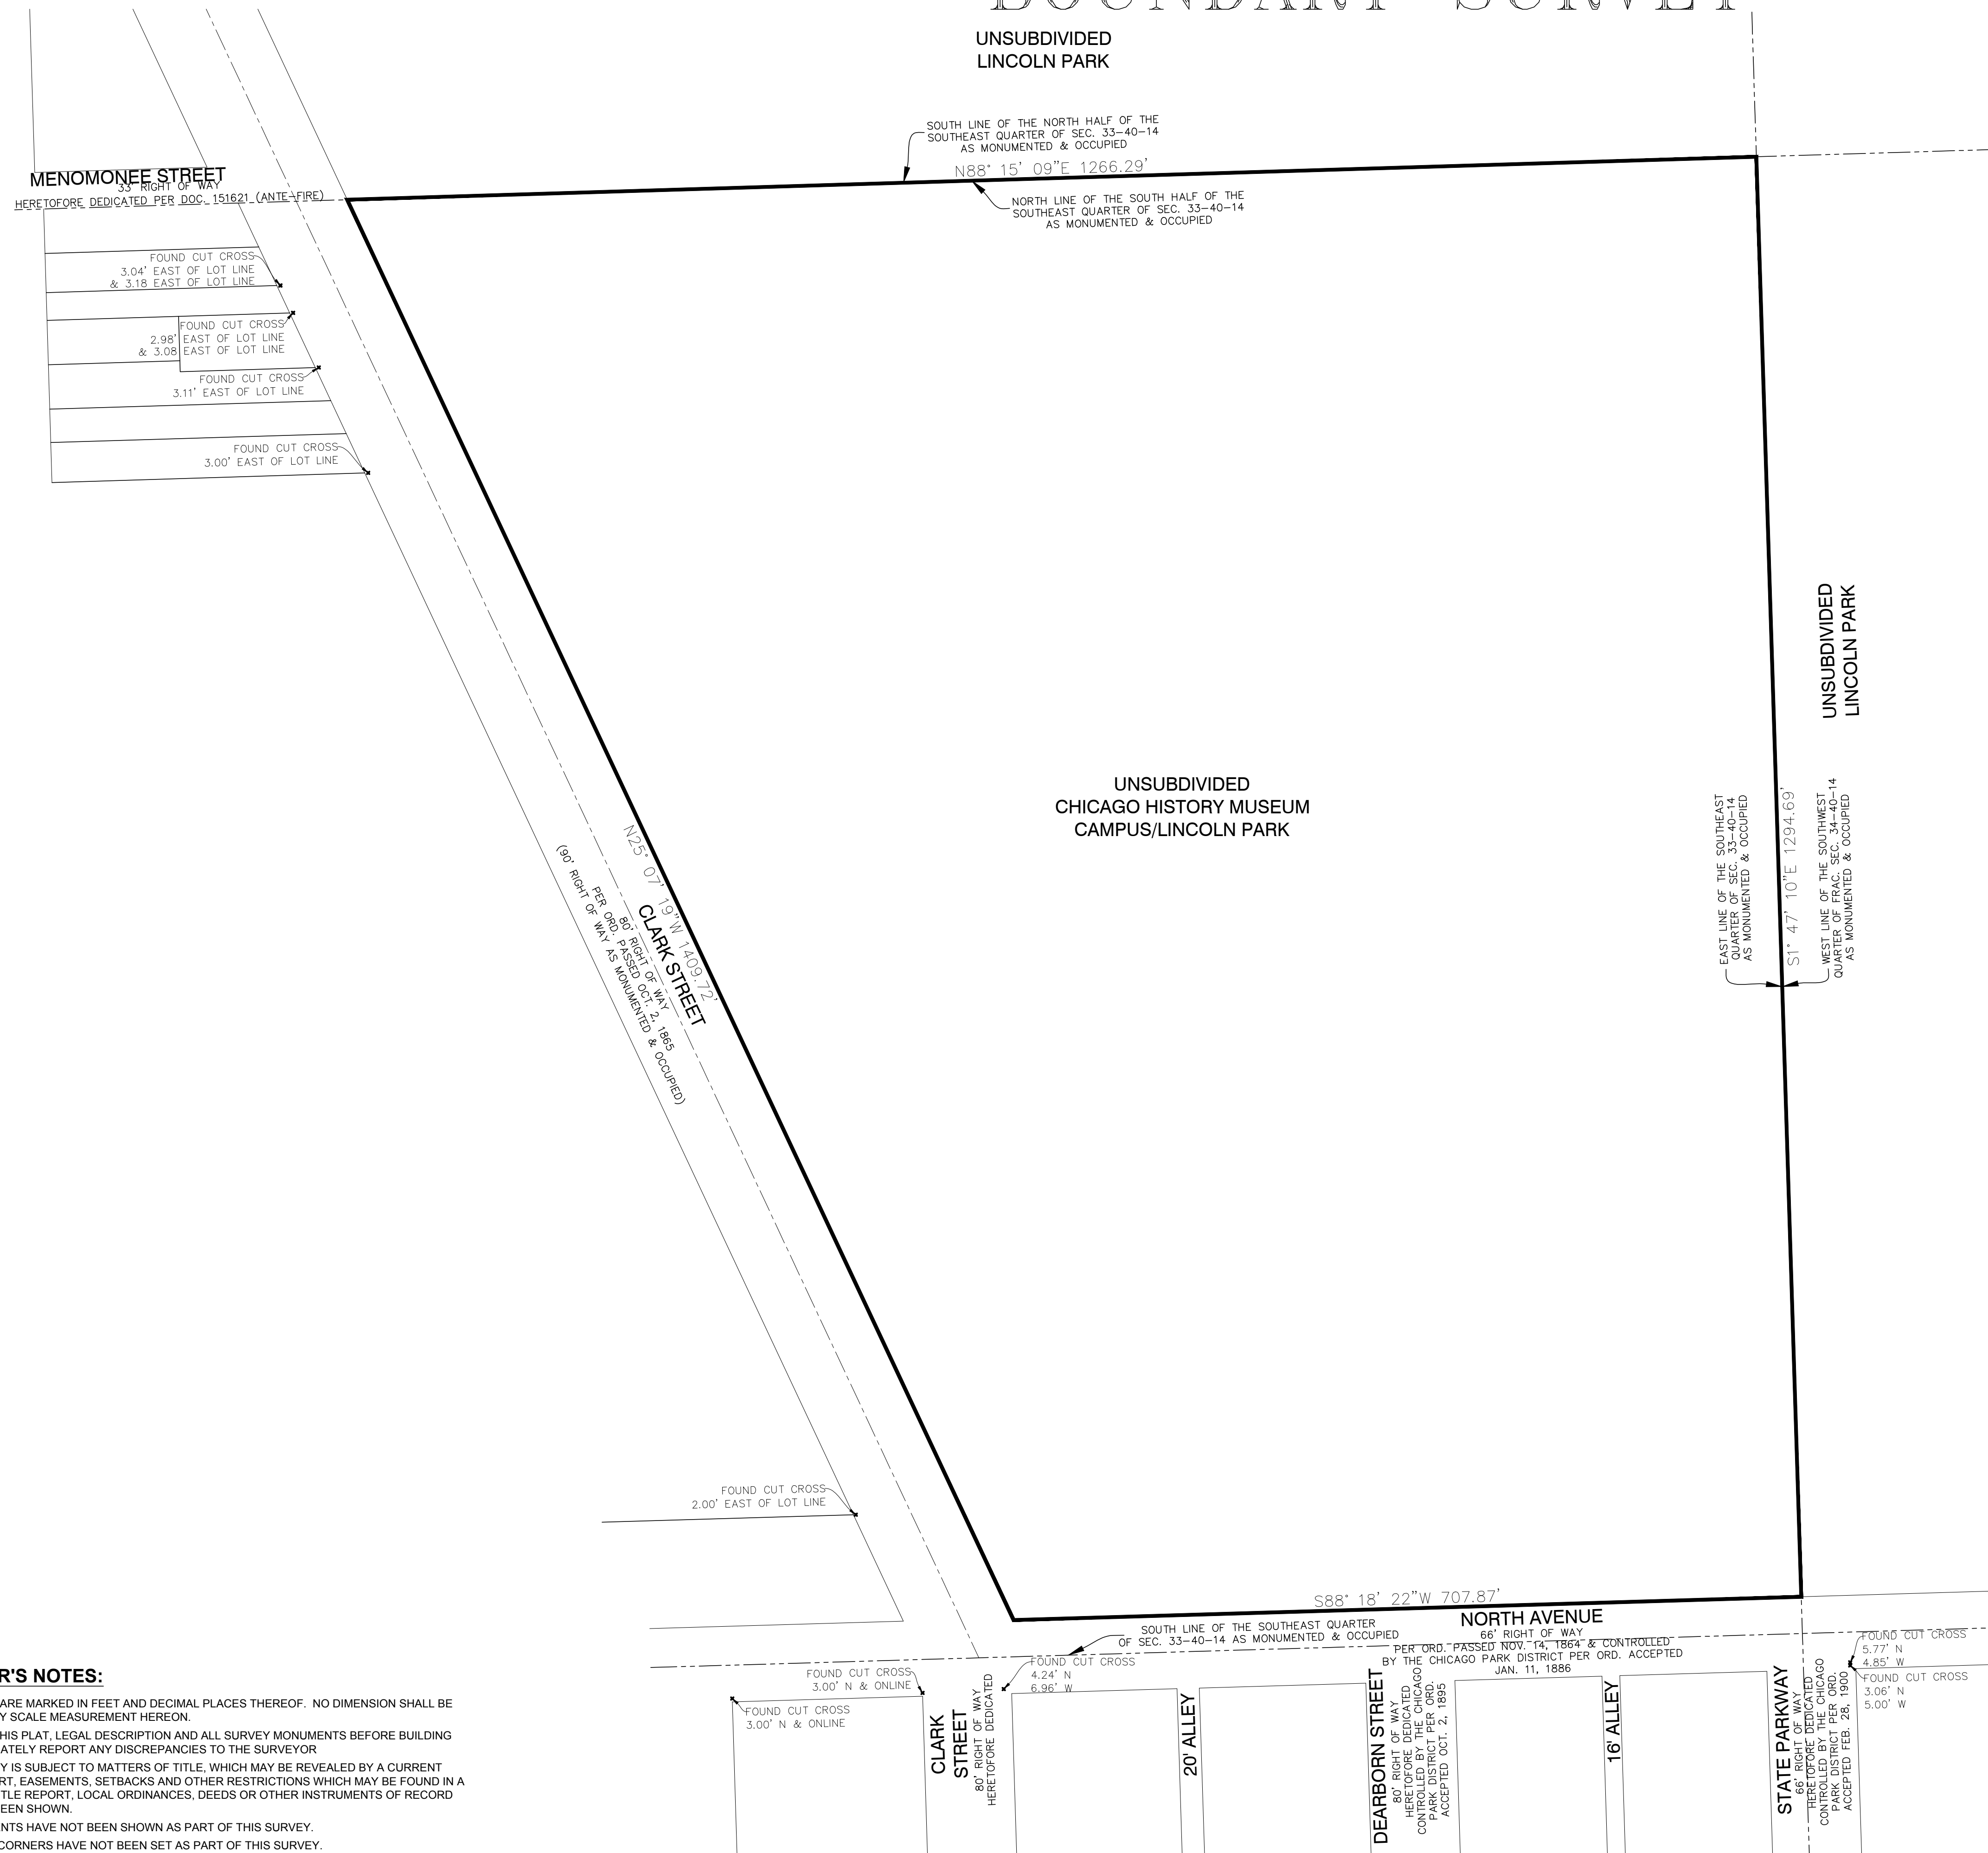 BOUNDARY SURVEY
UNSUBDIVIDED
LINCOLN PARK
SOUTH LINE OF THE NORTH HALF OF THE
SOUTHEAST QUARTER OF SEC. 33-40-14
AS MONUMENTED & OCCUPIED
N88° 15' 09"E 1266.29'
NORTH LINE OF THE SOUTH HALF OF THE
SOUTHEAST QUARTER OF SEC. 33-40-14
AS MONUMENTED & OCCUPIED
MENOMONEE STREET
33' RIGHT OF WAY
HERETOFORE DEDICATED PER DOC. 151621 (ANTE-FIRE)
FOUND CUT CROSS
3.04' EAST OF LOT LINE
& 3.18 EAST OF LOT LINE
FOUND CUT CROSS
2.98' EAST OF LOT LINE
& 3.08 EAST OF LOT LINE
FOUND CUT CROSS
3.11' EAST OF LOT LINE
FOUND CUT CROSS
3.00' EAST OF LOT LINE
UNSUBDIVIDED
LINCOLN PARK
UNSUBDIVIDED
CHICAGO HISTORY MUSEUM
CAMPUS/LINCOLN PARK
EAST LINE OF THE SOUTHEAST
QUARTER OF SEC. 33-40-14
AS MONUMENTED & OCCUPIED
S1° 47' 10"E 1294.69'
WEST LINE OF THE SOUTHWEST
QUARTER OF FRAC. SEC. 34-40-14
AS MONUMENTED & OCCUPIED
N25° 07' 19"W 1409.72'
CLARK STREET
80' RIGHT OF WAY
PER ORD. PASSED OCT. 2, 1865
(90' RIGHT OF WAY AS MONUMENTED & OCCUPIED)
FOUND CUT CROSS
2.00' EAST OF LOT LINE
S88° 18' 22"W 707.87'
NORTH AVENUE
66' RIGHT OF WAY
PER ORD. PASSED NOV. 14, 1864 & CONTROLLED
BY THE CHICAGO PARK DISTRICT PER ORD. ACCEPTED
JAN. 11, 1886
SOUTH LINE OF THE SOUTHEAST QUARTER
OF SEC. 33-40-14 AS MONUMENTED & OCCUPIED
FOUND CUT CROSS
3.00' N & ONLINE
FOUND CUT CROSS
3.00' N & ONLINE
FOUND CUT CROSS
4.24' N
6.96' W
FOUND CUT CROSS
5.77' N
4.85' W
FOUND CUT CROSS
3.06' N
5.00' W
CLARK
STREET
80' RIGHT OF WAY
HERETOFORE DEDICATED
20' ALLEY
DEARBORN STREET
80' RIGHT OF WAY
HERETOFORE DEDICATED
CONTROLLED BY THE CHICAGO
PARK DISTRICT PER ORD.
ACCEPTED OCT. 2, 1895
16' ALLEY
STATE PARKWAY
66' RIGHT OF WAY
HERETOFORE DEDICATED
CONTROLLED BY THE CHICAGO
PARK DISTRICT PER ORD.
ACCEPTED FEB. 28, 1900
R'S NOTES:
ARE MARKED IN FEET AND DECIMAL PLACES THEREOF. NO DIMENSION SHALL BE
Y SCALE MEASUREMENT HEREON.
HIS PLAT, LEGAL DESCRIPTION AND ALL SURVEY MONUMENTS BEFORE BUILDING
ATELY REPORT ANY DISCREPANCIES TO THE SURVEYOR
Y IS SUBJECT TO MATTERS OF TITLE, WHICH MAY BE REVEALED BY A CURRENT
RT, EASEMENTS, SETBACKS AND OTHER RESTRICTIONS WHICH MAY BE FOUND IN A
TLE REPORT, LOCAL ORDINANCES, DEEDS OR OTHER INSTRUMENTS OF RECORD
EEN SHOWN.
NTS HAVE NOT BEEN SHOWN AS PART OF THIS SURVEY.
CORNERS HAVE NOT BEEN SET AS PART OF THIS SURVEY.